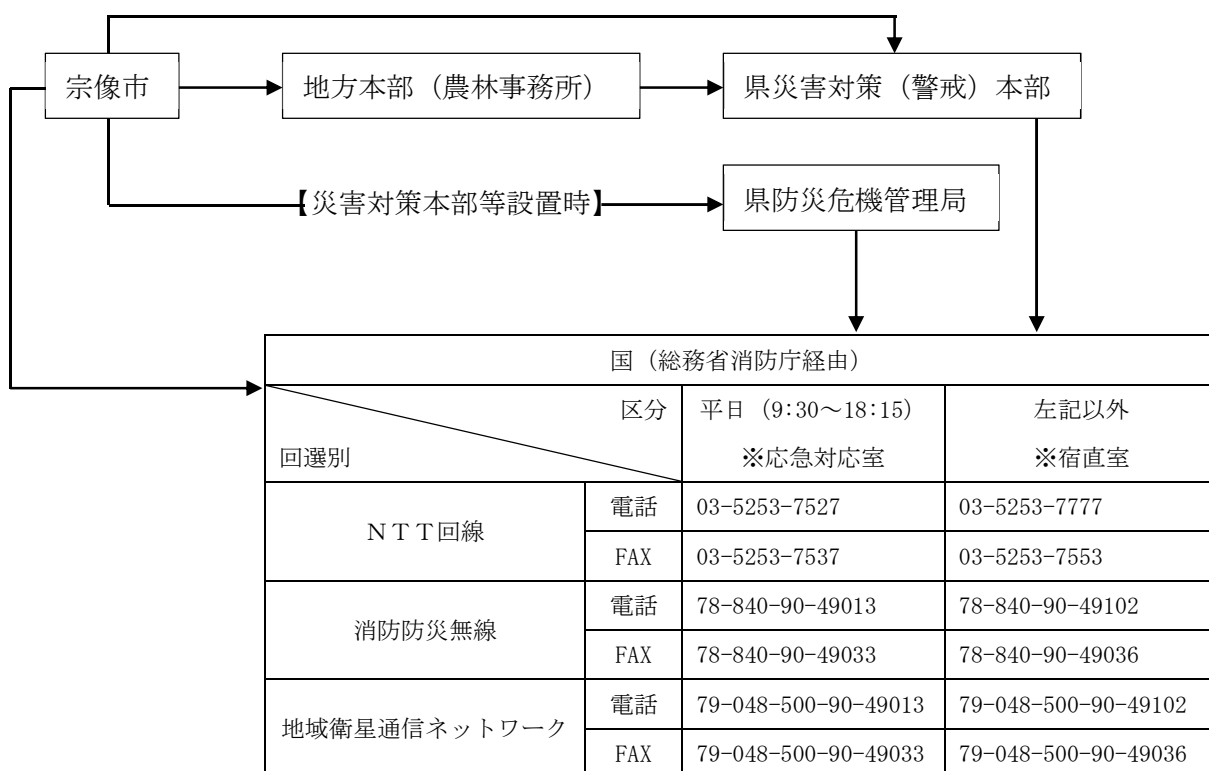 宗像市
地方本部（農林事務所）
県災害対策（警戒）本部
【災害対策本部等設置時】
県防災危機管理局
国（総務省消防庁経由）
区分 平日（9:30～18:15） 左記以外
回選別 ※応急対応室 ※宿直室
ＮＴＴ回線 電話 03-5253-7527 03-5253-7777
FAX 03-5253-7537 03-5253-7553
消防防災無線 電話 78-840-90-49013 78-840-90-49102
FAX 78-840-90-49033 78-840-90-49036
地域衛星通信ネットワーク 電話 79-048-500-90-49013 79-048-500-90-49102
FAX 79-048-500-90-49033 79-048-500-90-49036